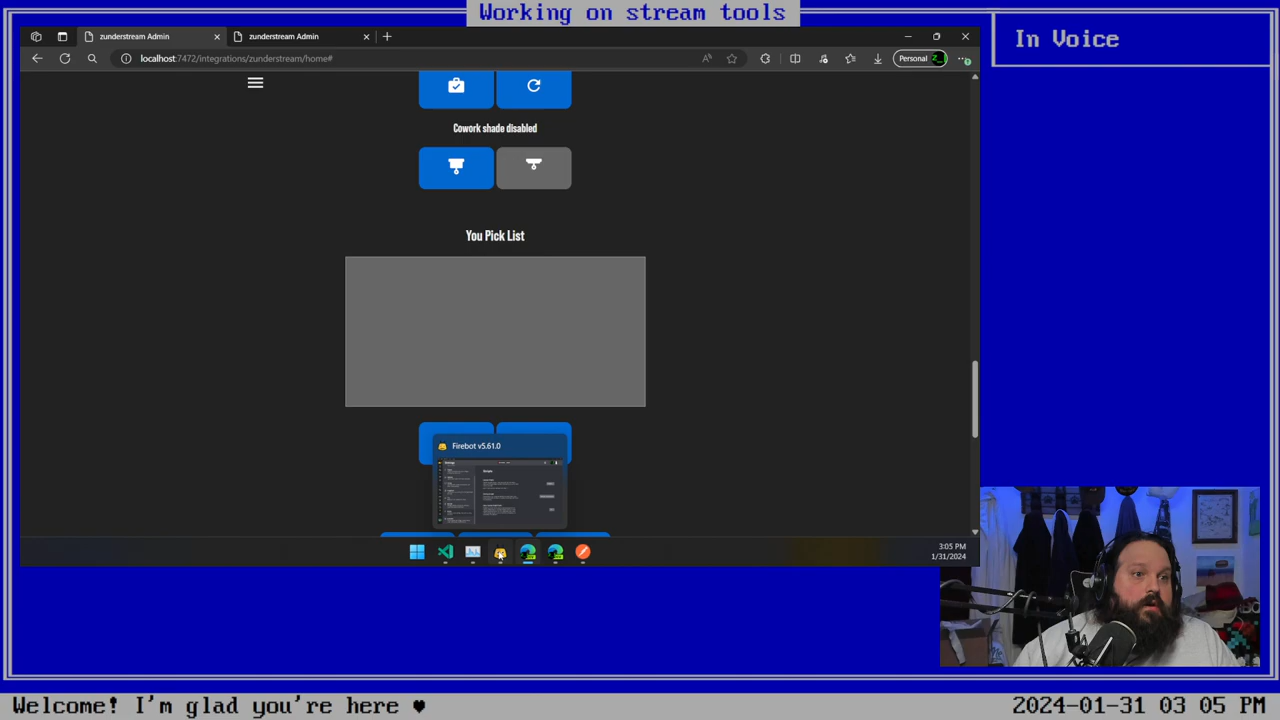 Working on stream tools
In Voice
zunderstream Admin
zunderstream Admin
localhost:7472/integrations/zunderstream/home#
Personal
Cowork shade disabled
You Pick List
Firebot v5.61.0
3:05 PM
1/31/2024
Welcome! I'm glad you're here ♥
2024-01-31 03 05 PM